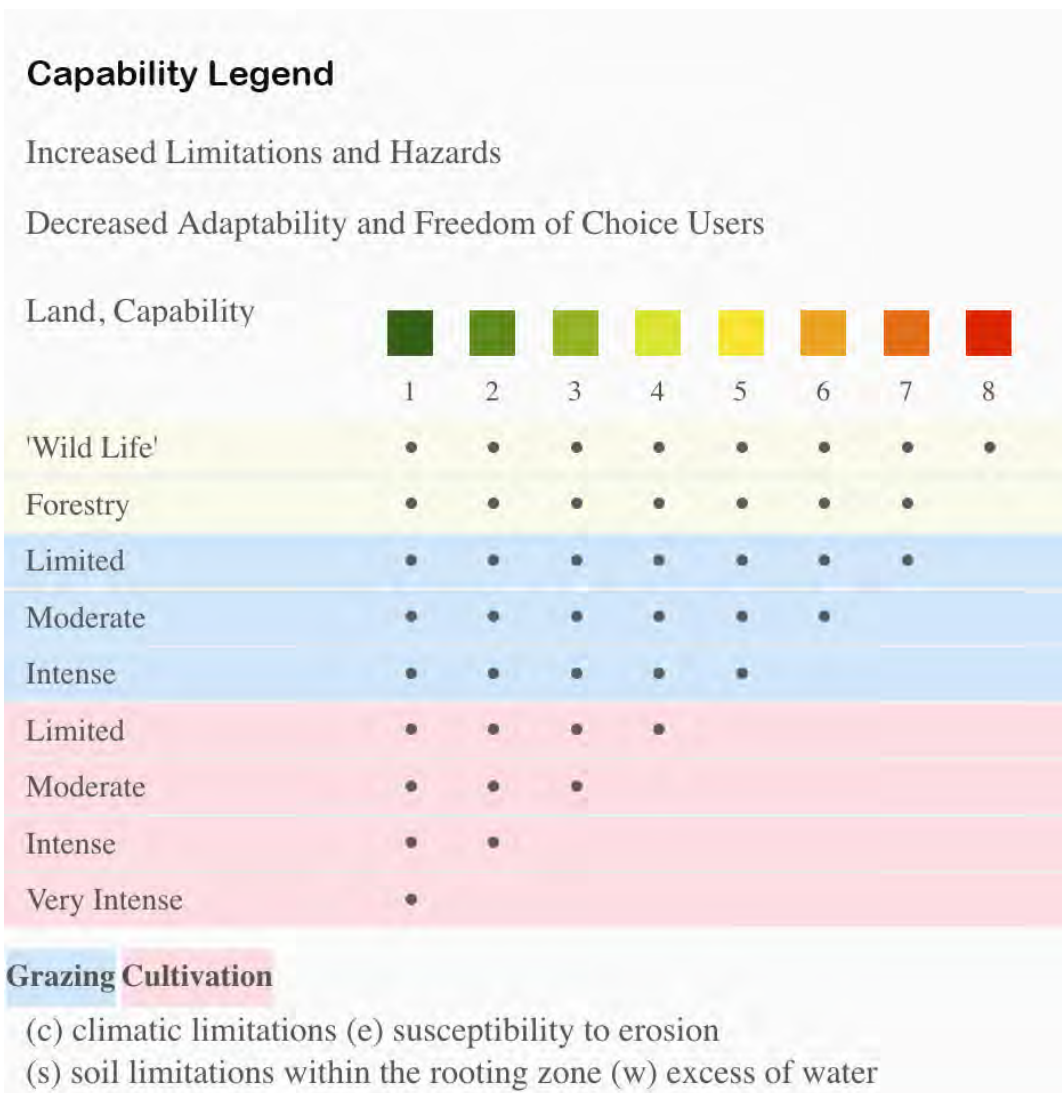 Capability Legend
Increased Limitations and Hazards
Decreased Adaptability and Freedom of Choice Users
Land, Capability
1 2 3 4 5 6 7 8
'Wild Life'
Forestry
Limited
Moderate
Intense
Limited
Moderate
Intense
Very Intense
Grazing Cultivation
(c) climatic limitations (e) susceptibility to erosion
(s) soil limitations within the rooting zone (w) excess of water